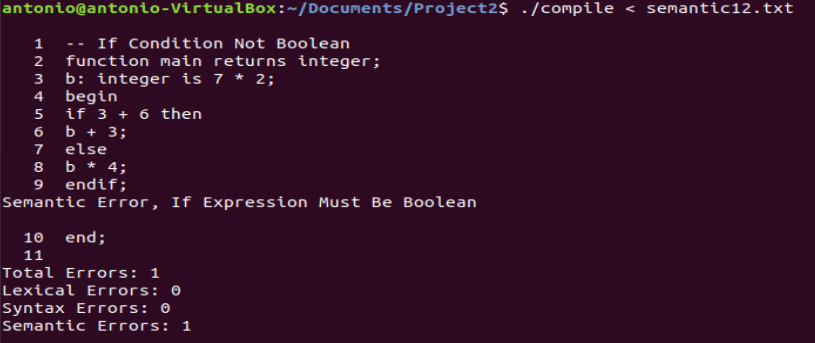 antonio@antonio-VirtualBox:~/Documents/Project2$ ./compile < semantic12.txt
1 -- If Condition Not Boolean
2 function main returns integer;
3 b: integer is 7 * 2;
4 begin
5 if 3 + 6 then
6 b + 3;
7 else
8 b * 4;
9 endif;
Semantic Error, If Expression Must Be Boolean
10 end;
11
Total Errors: 1
Lexical Errors: 0
Syntax Errors: 0
Semantic Errors: 1